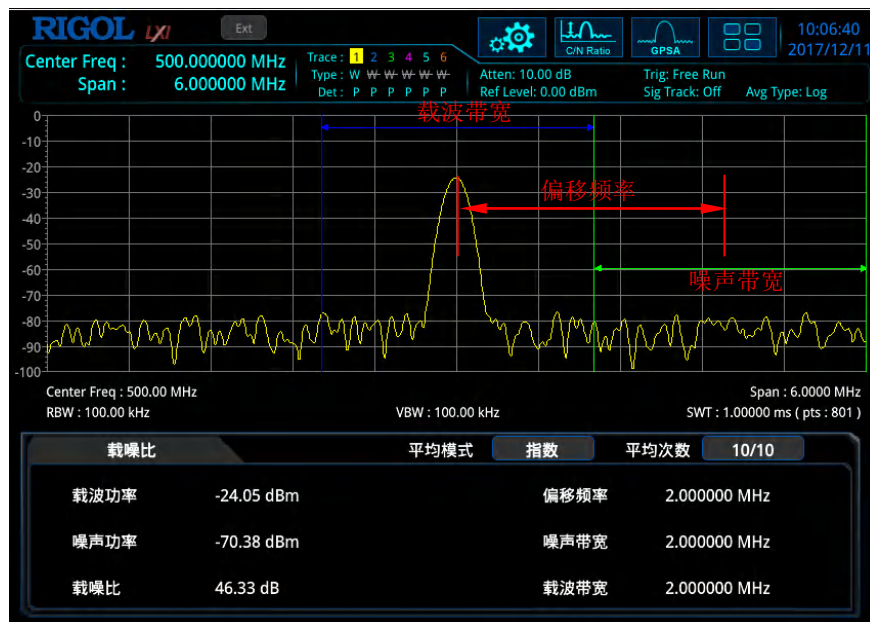 RIGOL LXI Ext
C/N Ratio GPSA 10:06:40
2017/12/11
Center Freq : 500.000000 MHz
Span : 6.000000 MHz
Trace : 1 2 3 4 5 6
Type : W W W W W W
Det : P P P P P P
Atten: 10.00 dB Trig: Free Run
Ref Level: 0.00 dBm Sig Track: Off Avg Type: Log
载波带宽
偏移频率
噪声带宽
0
-10
-20
-30
-40
-50
-60
-70
-80
-90
-100
Center Freq : 500.00 MHz Span : 6.0000 MHz
RBW : 100.00 kHz VBW : 100.00 kHz SWT : 1.00000 ms ( pts : 801 )
载噪比 平均模式 指数 平均次数 10/10
载波功率 -24.05 dBm 偏移频率 2.000000 MHz
噪声功率 -70.38 dBm 噪声带宽 2.000000 MHz
载噪比 46.33 dB 载波带宽 2.000000 MHz